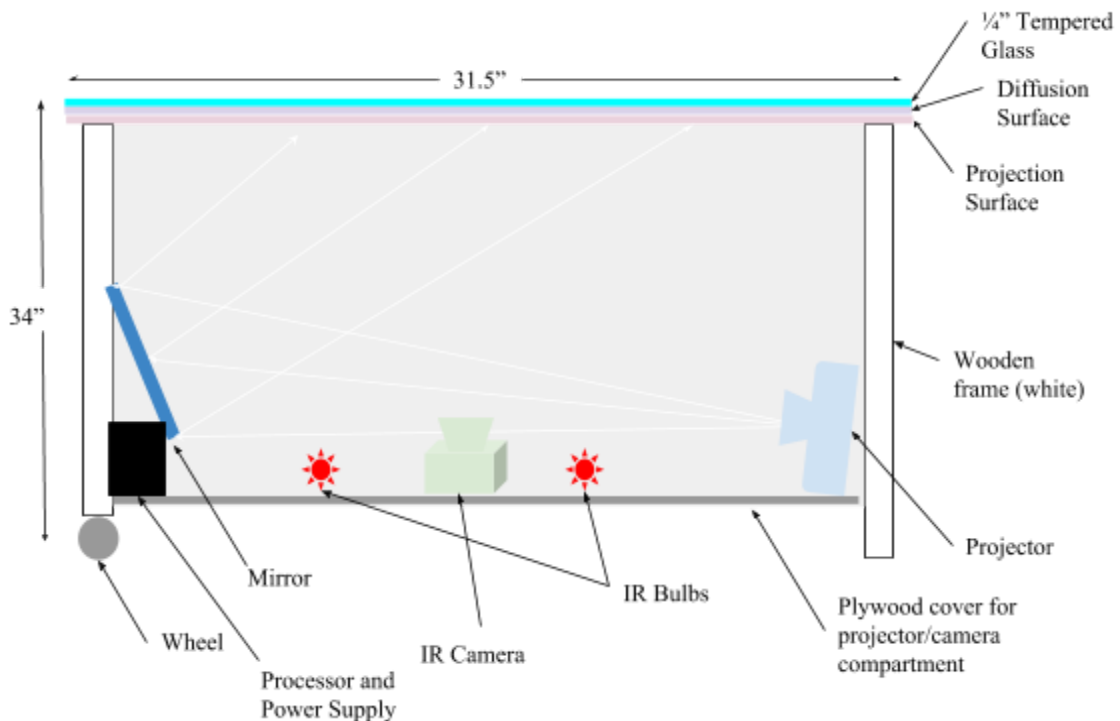 ¼” Tempered
Glass
31.5”
Diffusion
Surface
Projection
Surface
34”
Wooden
frame (white)
Projector
Mirror
IR Bulbs
Plywood cover for
projector/camera
compartment
Wheel
IR Camera
Processor and
Power Supply